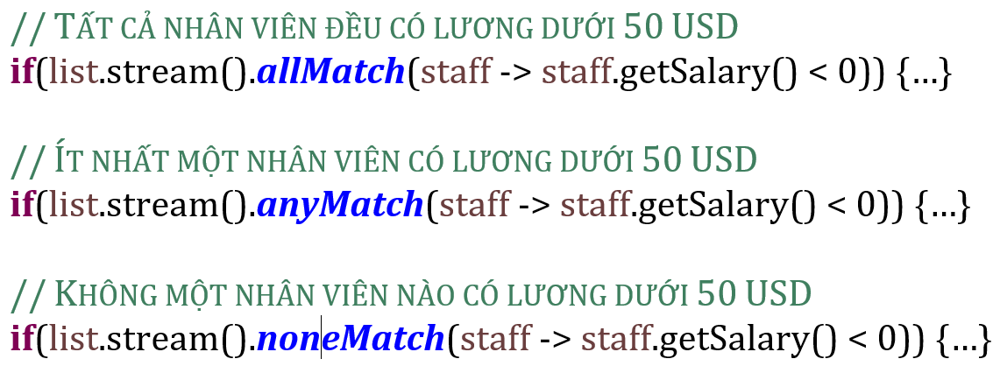 // TẤT CẢ NHÂN VIÊN ĐỀU CÓ LƯƠNG DƯỚI 50 USD
if(list.stream().allMatch(staff -> staff.getSalary() < 0)) {…}
// ÍT NHẤT MỘT NHÂN VIÊN CÓ LƯƠNG DƯỚI 50 USD
if(list.stream().anyMatch(staff -> staff.getSalary() < 0)) {…}
// KHÔNG MỘT NHÂN VIÊN NÀO CÓ LƯƠNG DƯỚI 50 USD
if(list.stream().noneMatch(staff -> staff.getSalary() < 0)) {…}